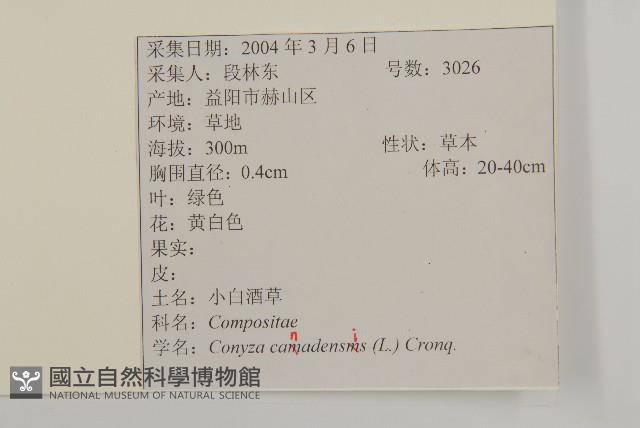 采集日期：2004 年 3 月 6 日
采集人：段林东 号数：3026
产地：益阳市赫山区
环境：草地
海拔：300m 性状：草本
胸围直径：0.4cm 体高：20-40cm
叶：绿色
花：黄白色
果实：
皮：
土名：小白酒草
科名：Compositae
n i
学名：Conyza camadensms (L.) Cronq.
國立自然科學博物館
NATIONAL MUSEUM OF NATURAL SCIENCE